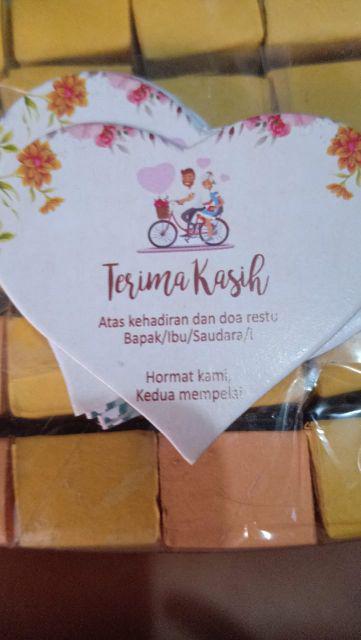 Terima Kasih
Atas kehadiran dan doa restu
Bapak/Ibu/Saudara/i
Hormat kami,
Kedua mempelai